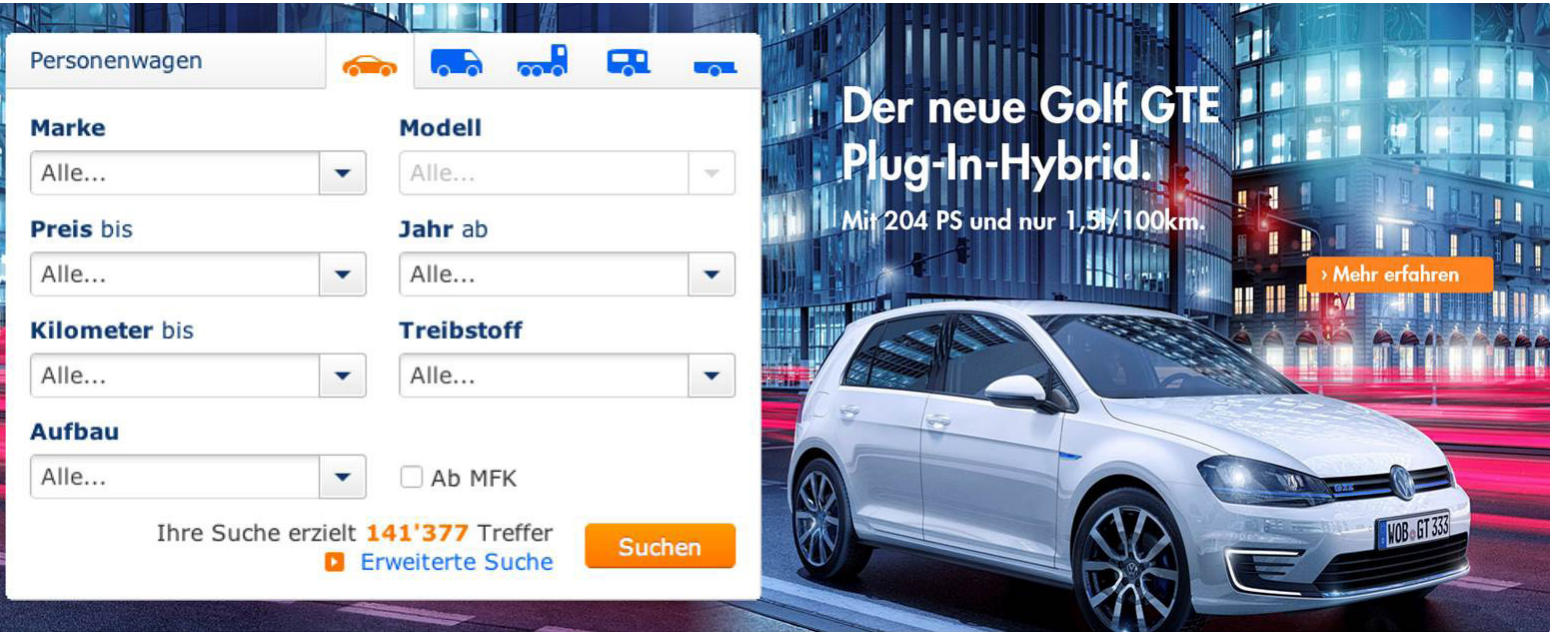 Personenwagen
Marke
Modell
Alle...
Alle...
Preis bis
Jahr ab
Alle...
Alle...
Kilometer bis
Treibstoff
Alle...
Alle...
Aufbau
Alle...
Ab MFK
Ihre Suche erzielt 141'377 Treffer
Erweiterte Suche
Suchen
Der neue Golf GTE
Plug-In-Hybrid.
Mit 204 PS und nur 1,5l/100km.
› Mehr erfahren
GTE
WOB GT 333